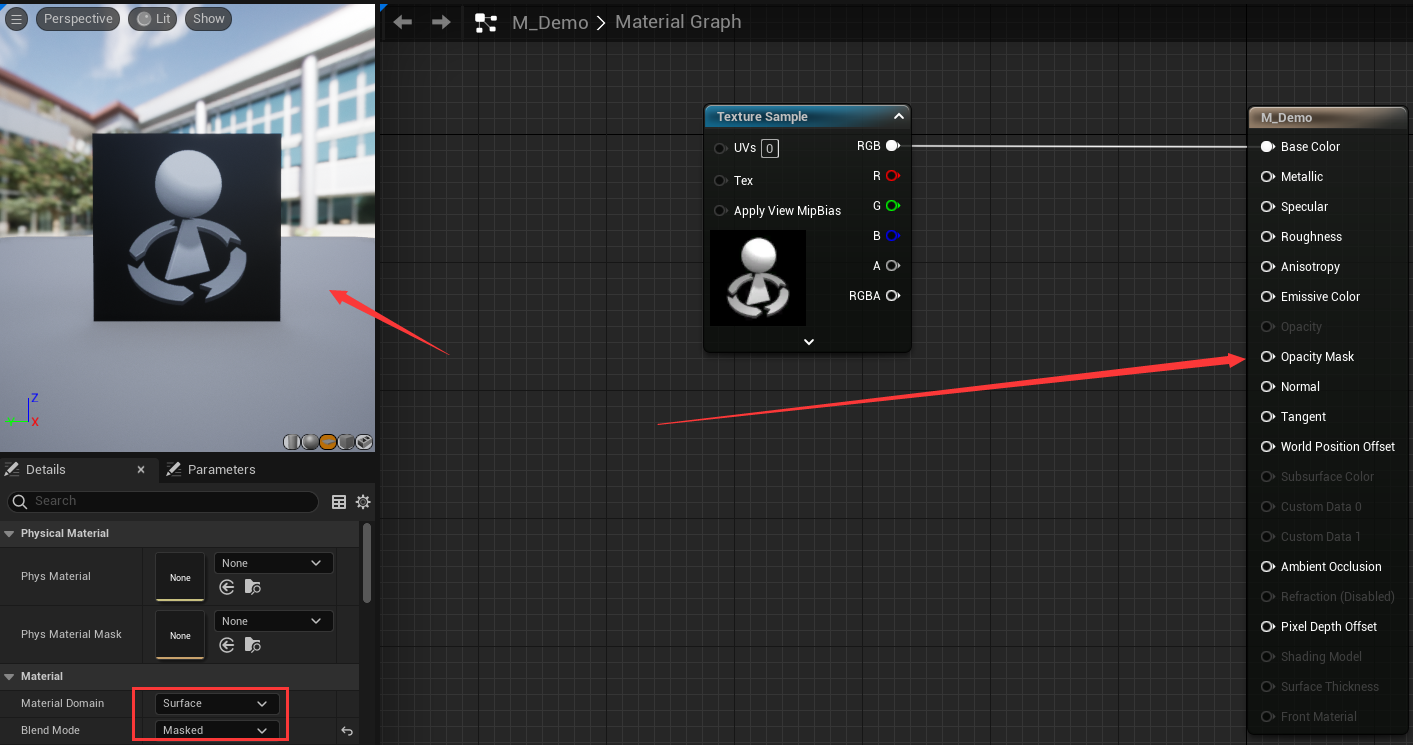 Perspective
Lit
Show
M_Demo
Material Graph
Texture Sample
UVs
0
Tex
Apply View MipBias
RGB
R
G
B
A
RGBA
M_Demo
Base Color
Metallic
Specular
Roughness
Anisotropy
Emissive Color
Opacity
Opacity Mask
Normal
Tangent
World Position Offset
Subsurface Color
Custom Data 0
Custom Data 1
Ambient Occlusion
Refraction (Disabled)
Pixel Depth Offset
Shading Model
Surface Thickness
Front Material
Z
Y
X
Details
Parameters
Search
Physical Material
Phys Material
None
None
Phys Material Mask
None
None
Material
Material Domain
Surface
Blend Mode
Masked